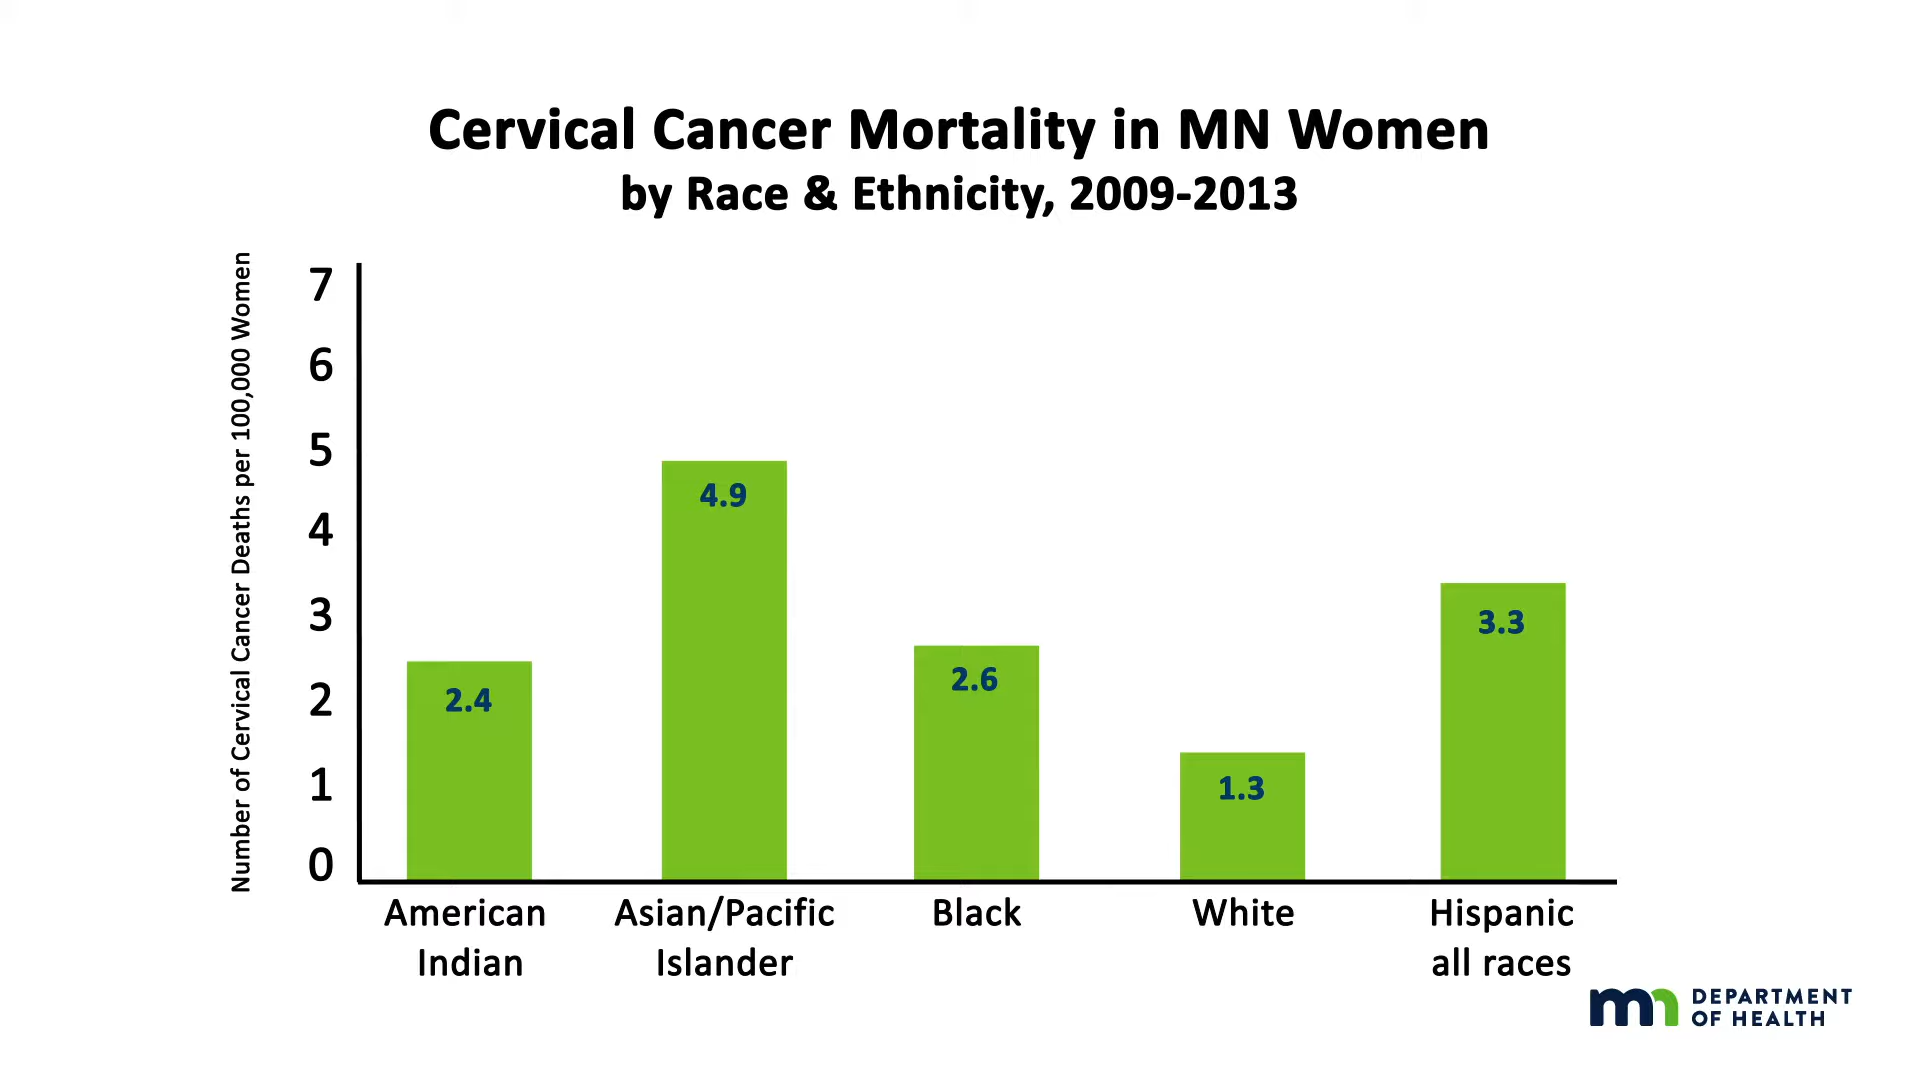 Cervical Cancer Mortality in MN Women
by Race & Ethnicity, 2009-2013
Number of Cervical Cancer Deaths per 100,000 Women
7
6
5
4
3
2
1
0
2.4
4.9
2.6
1.3
3.3
American
Indian
Asian/Pacific
Islander
Black
White
Hispanic
all races
mn DEPARTMENT
OF HEALTH